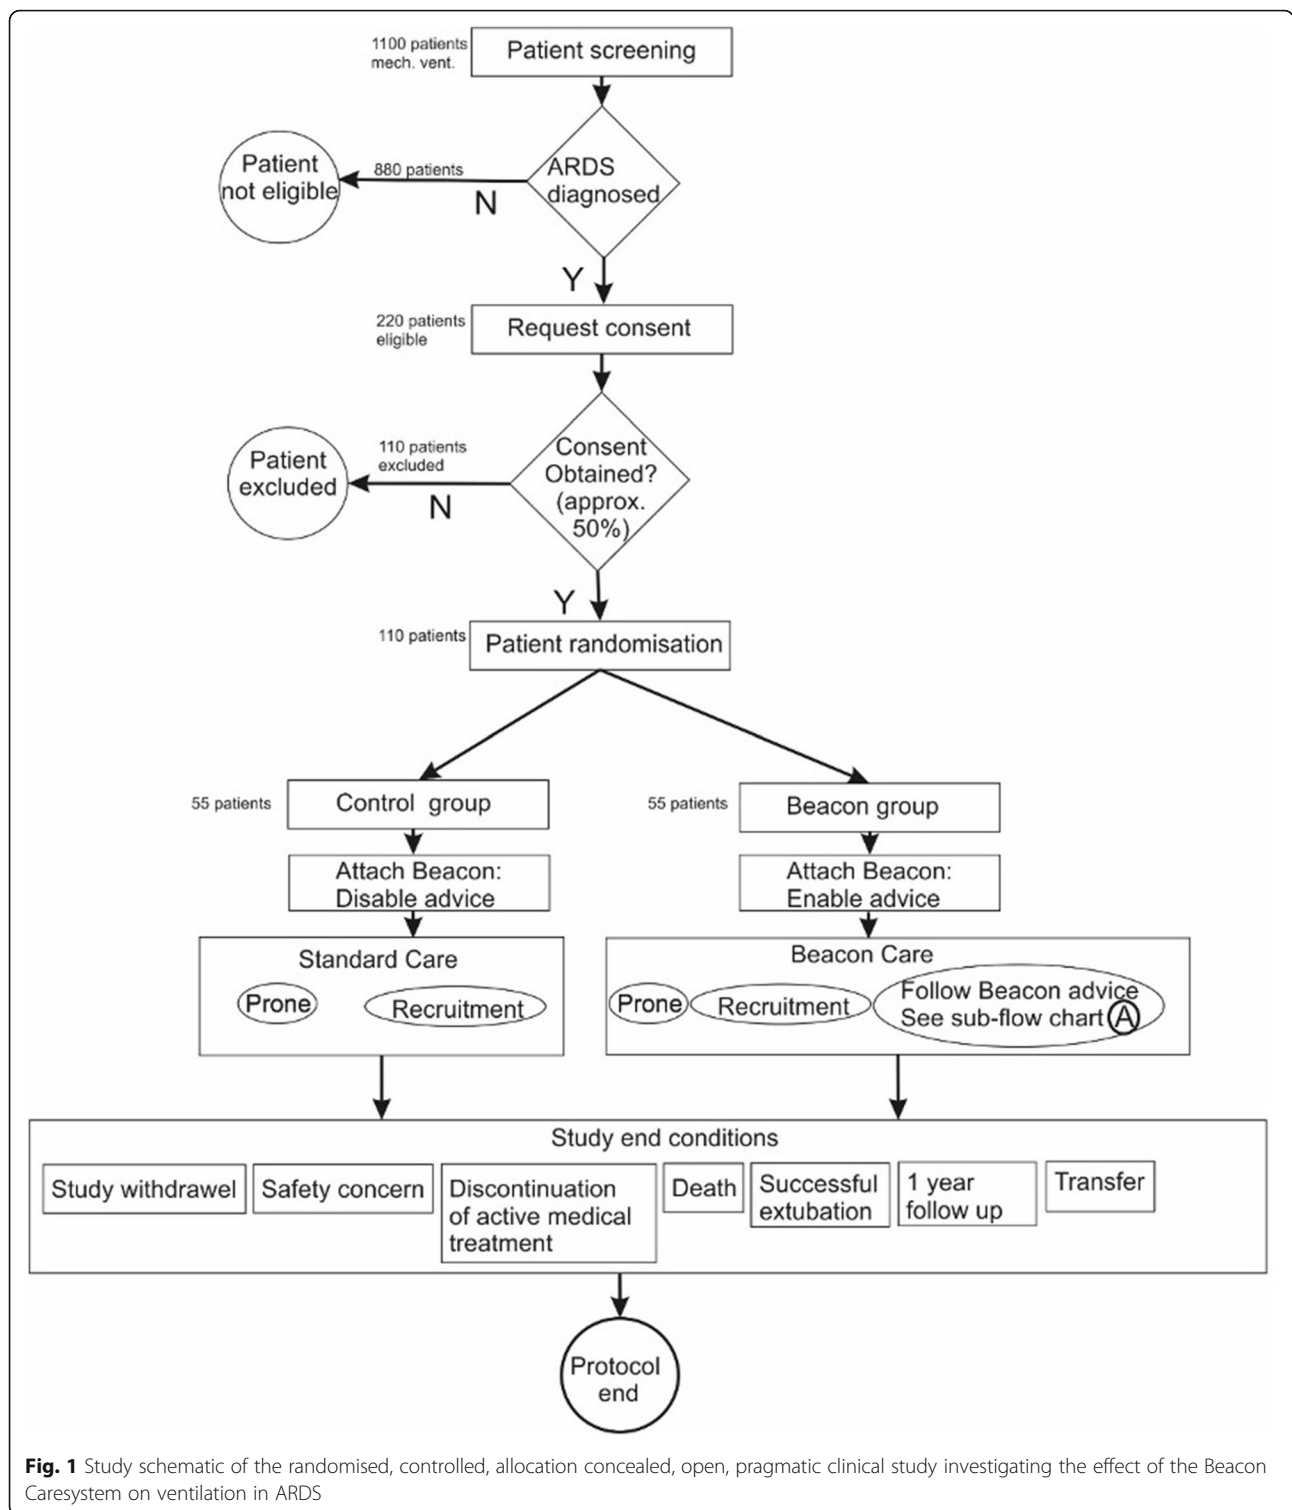 1100 patients
mech. vent.
Patient screening
ARDS
diagnosed
880 patients
N
Patient
not eligible
Y
220 patients
eligible
Request consent
Consent
Obtained?
(approx.
50%)
110 patients
excluded
N
Patient
excluded
Y
110 patients
Patient randomisation
55 patients
Control group
55 patients
Beacon group
Attach Beacon:
Disable advice
Attach Beacon:
Enable advice
Standard Care
Prone
Recruitment
Beacon Care
Prone
Recruitment
Follow Beacon advice
See sub-flow chart A
Study end conditions
Study withdrawel
Safety concern
Discontinuation
of active medical
treatment
Death
Successful
extubation
1 year
follow up
Transfer
Protocol
end
Fig. 1 Study schematic of the randomised, controlled, allocation concealed, open, pragmatic clinical study investigating the effect of the Beacon
Caresystem on ventilation in ARDS